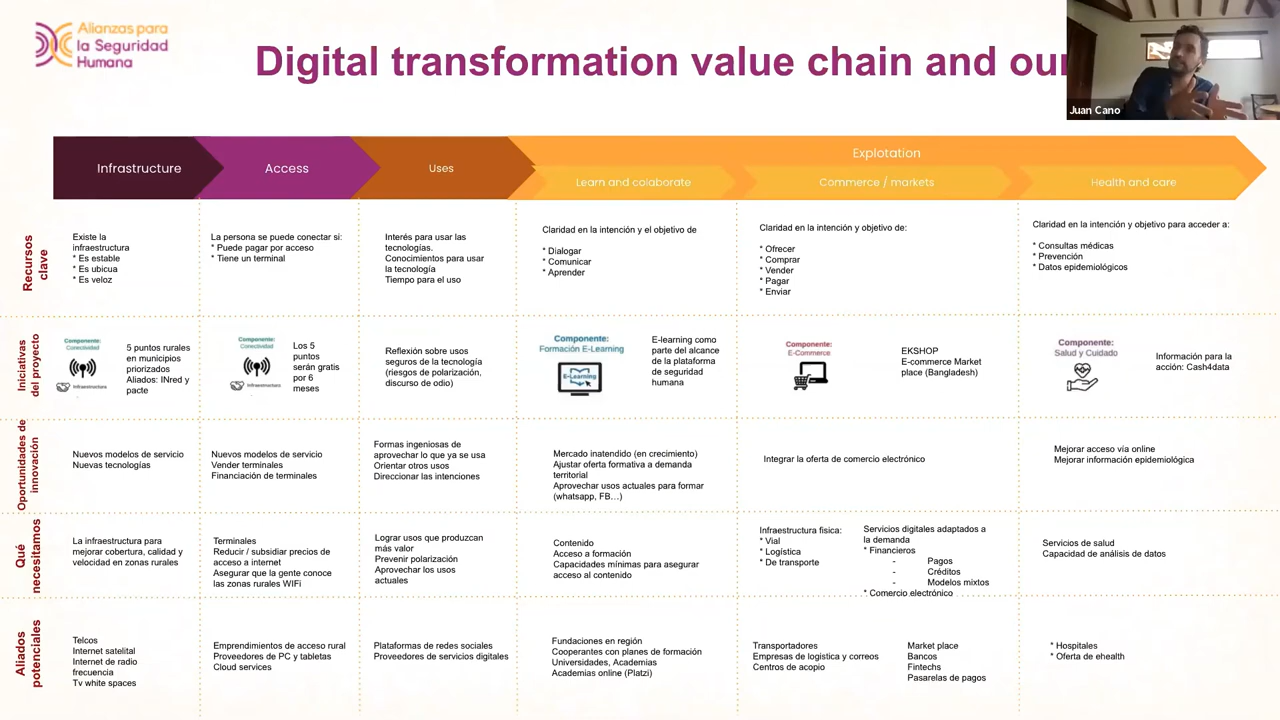 Alianzas para
la Seguridad
Humana
Digital transformation value chain and our
Juan Cano
Infrastructure
Access
Uses
Explotation
Learn and colaborate
Commerce / markets
Health and care
Recursos
clave
Existe la
infraestructura
* Es estable
* Es ubicua
* Es veloz
La persona se puede conectar si:
* Puede pagar por acceso
* Tiene un terminal
Interés para usar las
tecnologías.
Conocimientos para usar
la tecnología
Tiempo para el uso
Claridad en la intención y el objetivo de
* Dialogar
* Comunicar
* Aprender
Claridad en la intención y objetivo de:
* Ofrecer
* Comprar
* Vender
* Pagar
* Enviar
Claridad en la intención y objetivo para acceder a:
* Consultas médicas
* Prevención
* Datos epidemiológicos
Iniciativas
del proyecto
Componente:
Conectividad
Infraestructura
5 puntos rurales
en municipios
priorizados
Aliados: INred y
pacte
Componente:
Conectividad
Infraestructura
Los 5
puntos
serán gratis
por 6
meses
Reflexión sobre usos
seguros de la tecnología
(riesgos de polarización,
discurso de odio)
Componente:
Formación E-Learning
E-Learning
E-learning como
parte del alcance
de la plataforma
de seguridad
humana
Componente:
E-Commerce
EKSHOP
E-commerce Market
place (Bangladesh)
Componente:
Salud y Cuidado
Información para la
acción: Cash4data
Oportunidades de
innovación
Nuevos modelos de servicio
Nuevas tecnologías
Nuevos modelos de servicio
Vender terminales
Financiación de terminales
Formas ingeniosas de
aprovechar lo que ya se usa
Orientar otros usos
Direccionar las intenciones
Mercado inatendido (en crecimiento)
Ajustar oferta formativa a demanda
territorial
Aprovechar usos actuales para formar
(whatsapp, FB...)
Integrar la oferta de comercio electrónico
Mejorar acceso vía online
Mejorar información epidemiológica
Qué
necesitamos
La infraestructura para
mejorar cobertura, calidad y
velocidad en zonas rurales
Terminales
Reducir / subsidiar precios de
acceso a internet
Asegurar que la gente conoce
las zonas rurales WIFi
Lograr usos que produzcan
más valor
Prevenir polarización
Aprovechar los usos
actuales
Contenido
Acceso a formación
Capacidades mínimas para asegurar
acceso al contenido
Infraestructura física:
* Vial
* Logística
* De transporte
Servicios digitales adaptados a
la demanda
* Financieros
- Pagos
- Créditos
- Modelos mixtos
* Comercio electrónico
Servicios de salud
Capacidad de análisis de datos
Aliados
potenciales
Telcos
Internet satelital
Internet de radio
frecuencia
Tv white spaces
Emprendimientos de acceso rural
Proveedores de PC y tabletas
Cloud services
Plataformas de redes sociales
Proveedores de servicios digitales
Fundaciones en región
Cooperantes con planes de formación
Universidades, Academias
Academias online (Platzi)
Transportadores
Empresas de logística y correos
Centros de acopio
Market place
Bancos
Fintechs
Pasarelas de pagos
* Hospitales
* Oferta de ehealth